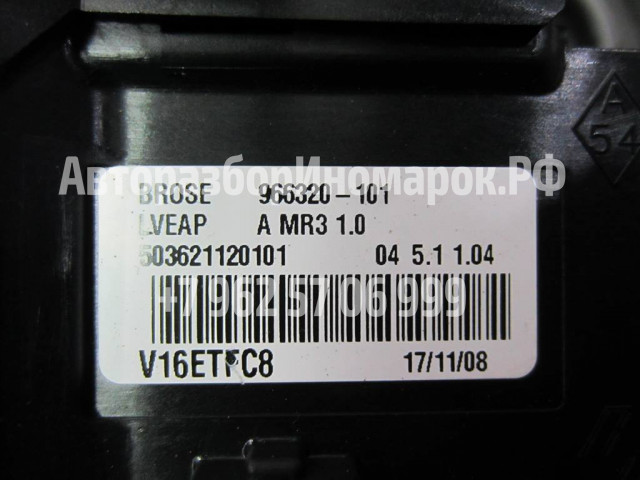 A
54
АвторазборИномарок.РФ
BROSE 966320-101
LVEAP A MR3 1.0
503621120101 04 5.1 1.04
+7 962 57 06 999
17/11/08